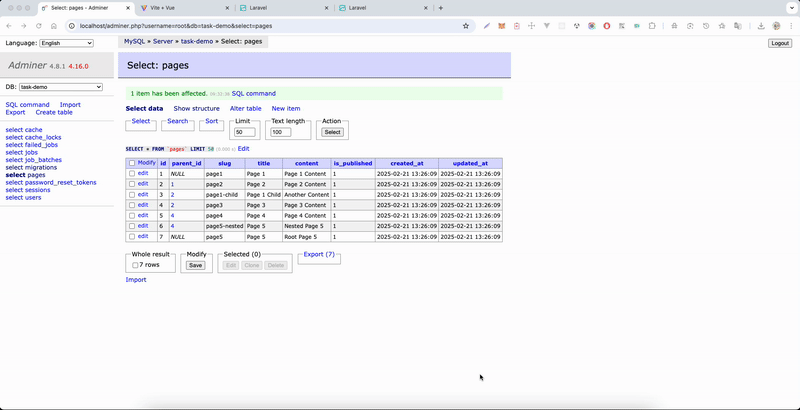 Select: pages - Adminer
Vite + Vue
Laravel
Laravel
localhost/adminer.php?username=root&db=task-demo&select=pages
Language: English
MySQL » Server » task-demo » Select: pages
Logout
Adminer 4.8.1 4.16.0
Select: pages
DB: task-demo
1 item has been affected. SQL command
SQL command Import
Export Create table
Select data Show structure Alter table New item
select cache
select cache_locks
select failed_jobs
select jobs
select job_batches
select migrations
select pages
select password_reset_tokens
select sessions
select users
Select Search Sort Limit Text length Action
50 100 Select
SELECT * FROM `pages` LIMIT 50 (0.000 s) Edit
Modify id parent_id slug title content is_published created_at updated_at
edit 1 NULL page1 Page 1 Page 1 Content 1 2025-02-21 13:26:09 2025-02-21 13:26:09
edit 2 1 page2 Page 2 Page 2 Content 1 2025-02-21 13:26:09 2025-02-21 13:26:09
edit 3 2 page1-child Page 1 Child Another Content 1 2025-02-21 13:26:09 2025-02-21 13:26:09
edit 4 2 page3 Page 3 Page 3 Content 1 2025-02-21 13:26:09 2025-02-21 13:26:09
edit 5 4 page4 Page 4 Page 4 Content 1 2025-02-21 13:26:09 2025-02-21 13:26:09
edit 6 4 page5-nested Page 5 Nested Page 5 1 2025-02-21 13:26:09 2025-02-21 13:26:09
edit 7 NULL page5 Page 5 Root Page 5 1 2025-02-21 13:26:09 2025-02-21 13:26:09
Whole result Modify Selected (0) Export (7)
7 rows Save Edit Clone Delete
Import